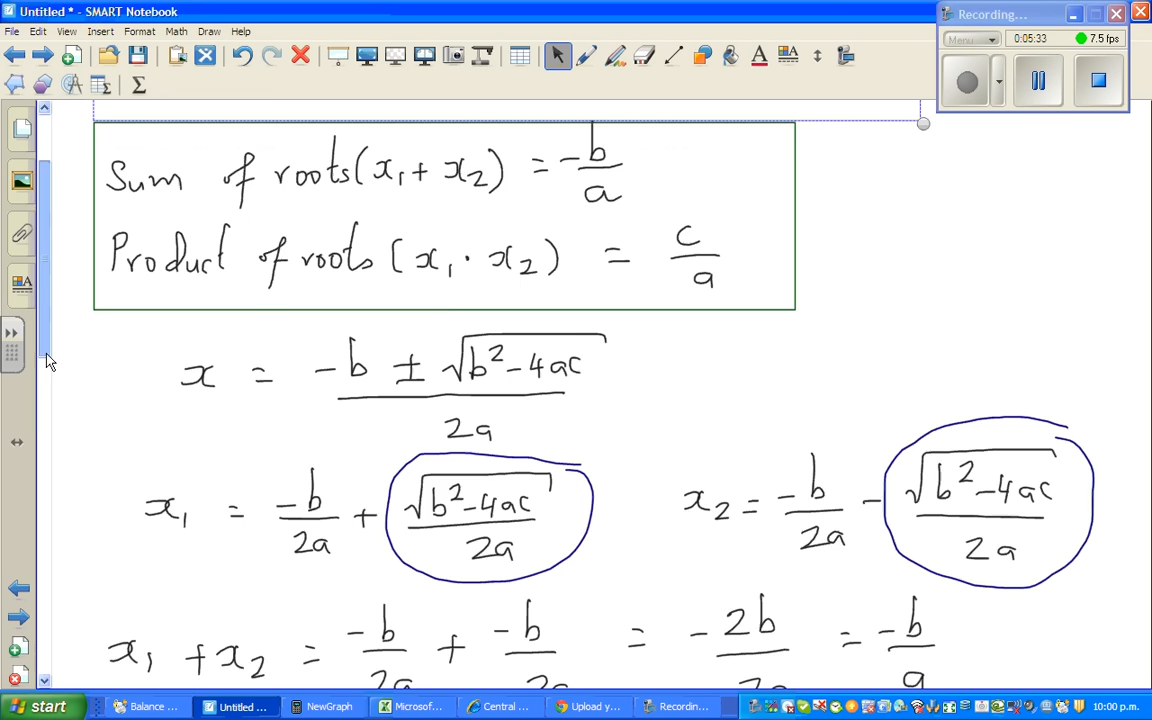 Untitled * - SMART Notebook
Recording...
File Edit View Insert Format Math Draw Help
Menu 0:05:33 7.5 fps
Sum of roots(x₁ + x₂) = -b/a
Product of roots (x₁ · x₂) = c/a
x = (-b ± √(b² - 4ac))/2a
x₁ = -b/2a + √(b² - 4ac)/2a    x₂ = -b/2a - √(b² - 4ac)/2a
x₁ + x₂ = -b/2a + -b/2a = -2b/2a = -b/a
start Balance ... Untitled ... NewGraph Microsof... Central ... Upload y... Recordin... 10:00 p.m.